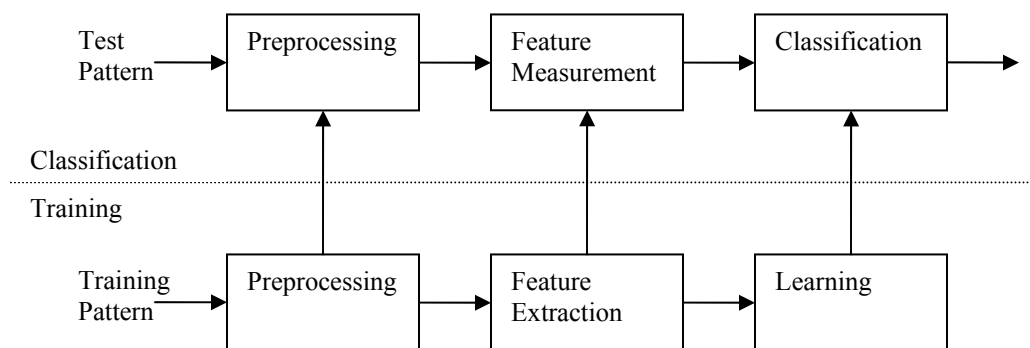 Test
Pattern
Preprocessing
Feature
Measurement
Classification
Classification
Training
Training
Pattern
Preprocessing
Feature
Extraction
Learning